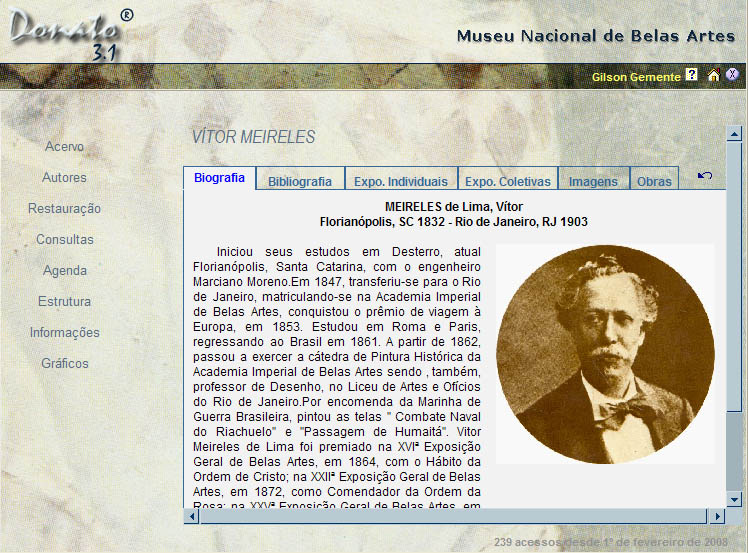 Donato®
3.1
Museu Nacional de Belas Artes
Gilson Gemente ? X
VÍTOR MEIRELES
Acervo
Autores
Restauração
Consultas
Agenda
Estrutura
Informações
Gráficos
Biografia Bibliografia Expo. Individuais Expo. Coletivas Imagens Obras
MEIRELES de Lima, Vítor
Florianópolis, SC 1832 - Rio de Janeiro, RJ 1903
Iniciou seus estudos em Desterro, atual
Florianópolis, Santa Catarina, com o engenheiro
Marciano Moreno.Em 1847, transferiu-se para o Rio
de Janeiro, matriculando-se na Academia Imperial
de Belas Artes, conquistou o prêmio de viagem à
Europa, em 1853. Estudou em Roma e Paris,
regressando ao Brasil em 1861. A partir de 1862,
passou a exercer a cátedra de Pintura Histórica da
Academia Imperial de Belas Artes sendo , também,
professor de Desenho, no Liceu de Artes e Ofícios
do Rio de Janeiro.Por encomenda da Marinha de
Guerra Brasileira, pintou as telas " Combate Naval
do Riachuelo" e "Passagem de Humaitá". Vitor
Meireles de Lima foi premiado na XVIª Exposição
Geral de Belas Artes, em 1864, com o Hábito da
Ordem de Cristo; na XXIIª Exposição Geral de Belas
Artes, em 1872, como Comendador da Ordem da
Rosa; na XXVª Exposição Geral de Belas Artes, em
239 acessos desde 1º de fevereiro de 2008